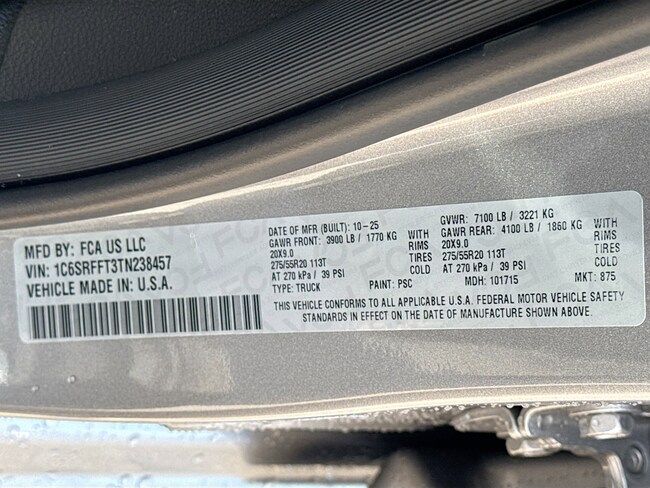 MFD BY: FCA US LLC
VIN: 1C6SRFFT3TN238457
VEHICLE MADE IN: U.S.A.
DATE OF MFR (BUILT): 10-25
GAWR FRONT: 3900 LB / 1770 KG WITH
20X9.0 RIMS
275/55R20 113T TIRES
AT 270 kPa / 39 PSI COLD
TYPE: TRUCK PAINT: PSC
GVWR: 7100 LB / 3221 KG
GAWR REAR: 4100 LB / 1860 KG WITH
20X9.0 RIMS
275/55R20 113T TIRES
AT 270 kPa / 39 PSI COLD
MDH: 101715 MKT: 875
THIS VEHICLE CONFORMS TO ALL APPLICABLE U.S.A. FEDERAL MOTOR VEHICLE SAFETY
STANDARDS IN EFFECT ON THE DATE OF MANUFACTURE SHOWN ABOVE.